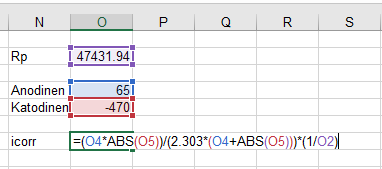 N O P Q R S
Rp 47431.94
Anodinen 65
Katodinen -470
icorr =(O4*ABS(O5))/(2.303*(O4+ABS(O5)))*(1/O2)